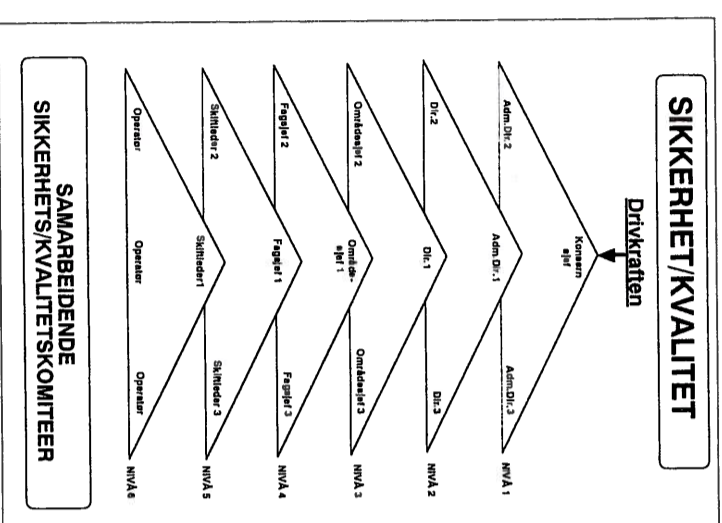 SIKKERHET/KVALITET
Drivkraften
Konsern
sjef
Adm.Dir.2
Adm.Dir.1
Adm.Dir.3
NIVÅ 1
Dir.2
Dir.1
Dir.3
NIVÅ 2
Områdesjef 2
Område-
sjef 1
Områdesjef 3
NIVÅ 3
Fagsjef 2
Fagsjef 1
Fagsjef 3
NIVÅ 4
Skiftleder 2
Skiftleder1
Skiftleder 3
NIVÅ 5
Operatør
Operatør
Operatør
NIVÅ 6
SAMARBEIDENDE
SIKKERHETS/KVALITETSKOMITEER